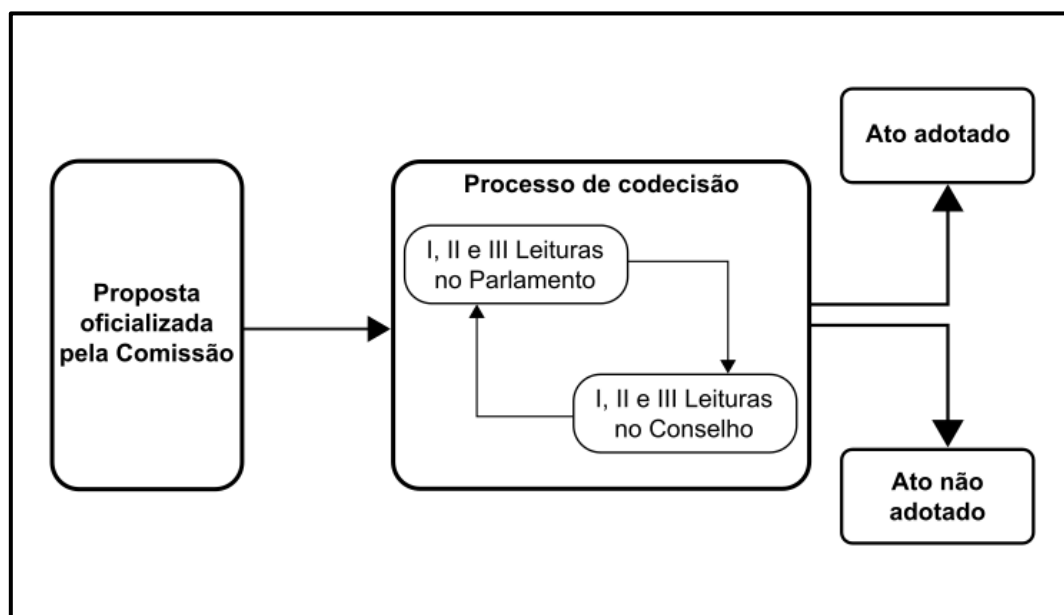 Proposta
oficializada
pela Comissão
Processo de codecisão
I, II e III Leituras
no Parlamento
I, II e III Leituras
no Conselho
Ato adotado
Ato não
adotado